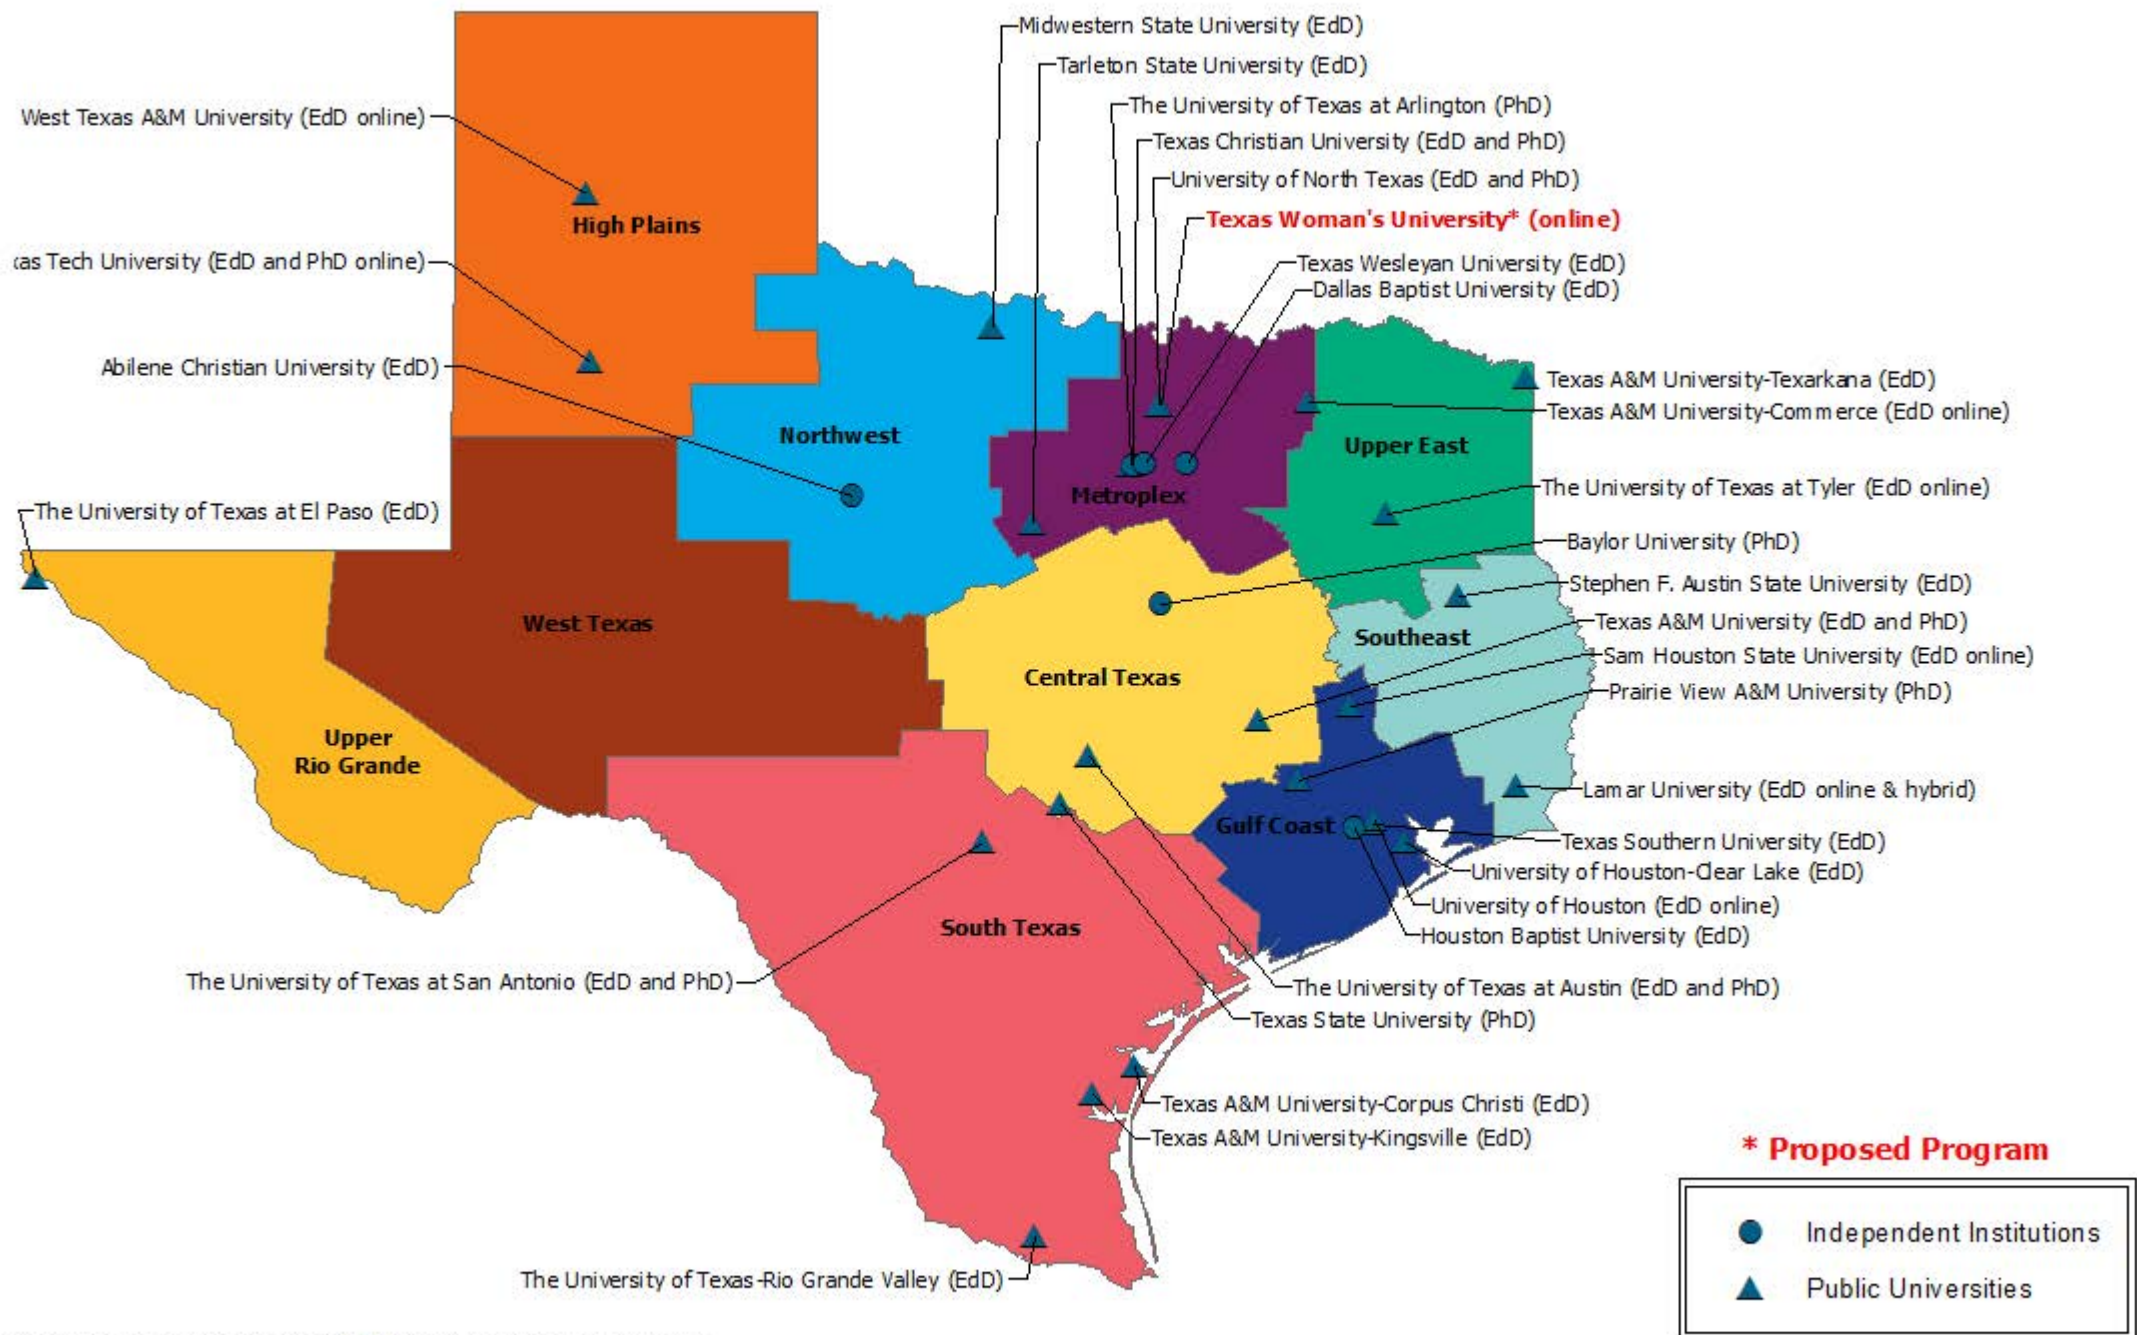 Midwestern State University (EdD)
Tarleton State University (EdD)
The University of Texas at Arlington (PhD)
West Texas A&M University (EdD online)
Texas Christian University (EdD and PhD)
University of North Texas (EdD and PhD)
High Plains
Texas Woman's University* (online)
Tech University (EdD and PhD online)
Texas Wesleyan University (EdD)
Dallas Baptist University (EdD)
Abilene Christian University (EdD)
Texas A&M University-Texarkana (EdD)
Texas A&M University-Commerce (EdD online)
Northwest
Upper East
Metroplex
The University of Texas at Tyler (EdD online)
The University of Texas at El Paso (EdD)
Baylor University (PhD)
Stephen F. Austin State University (EdD)
West Texas
Texas A&M University (EdD and PhD)
Southeast
Sam Houston State University (EdD online)
Central Texas
Prairie View A&M University (PhD)
Upper
Rio Grande
Lamar University (EdD online & hybrid)
Gulf Coast
Texas Southern University (EdD)
University of Houston-Clear Lake (EdD)
University of Houston (EdD online)
South Texas
Houston Baptist University (EdD)
The University of Texas at San Antonio (EdD and PhD)
The University of Texas at Austin (EdD and PhD)
Texas State University (PhD)
Texas A&M University-Corpus Christi (EdD)
Texas A&M University-Kingsville (EdD)
* Proposed Program
Independent Institutions
Public Universities
The University of Texas-Rio Grande Valley (EdD)